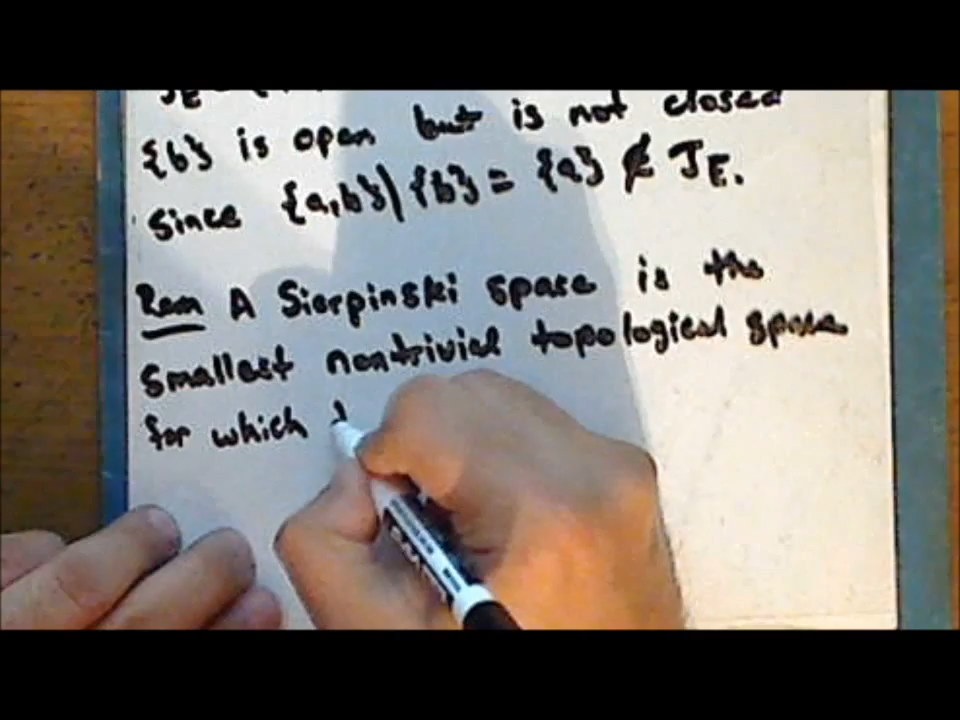 {b} is open but is not closed
since {a,b}|{b} = {a} ∉ J_E.
Rem A Sierpinski space is the
smallest nontrivial topological space
for which